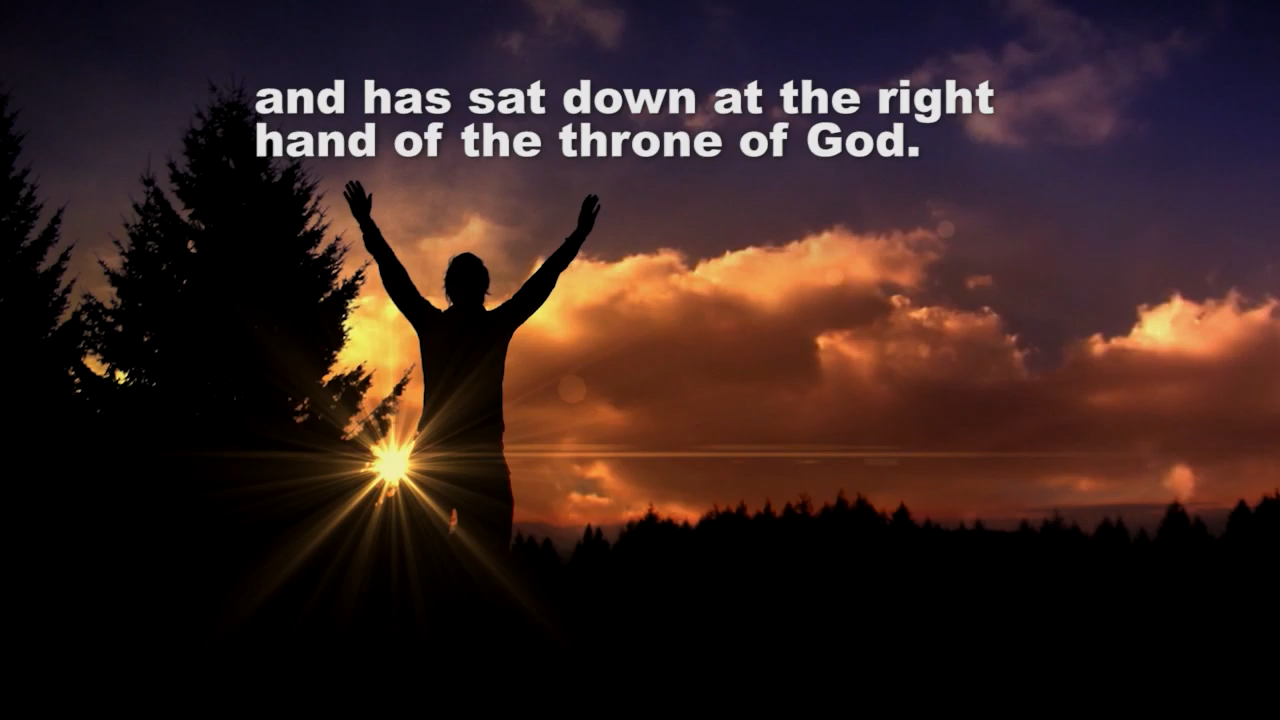 and has sat down at the right
hand of the throne of God.